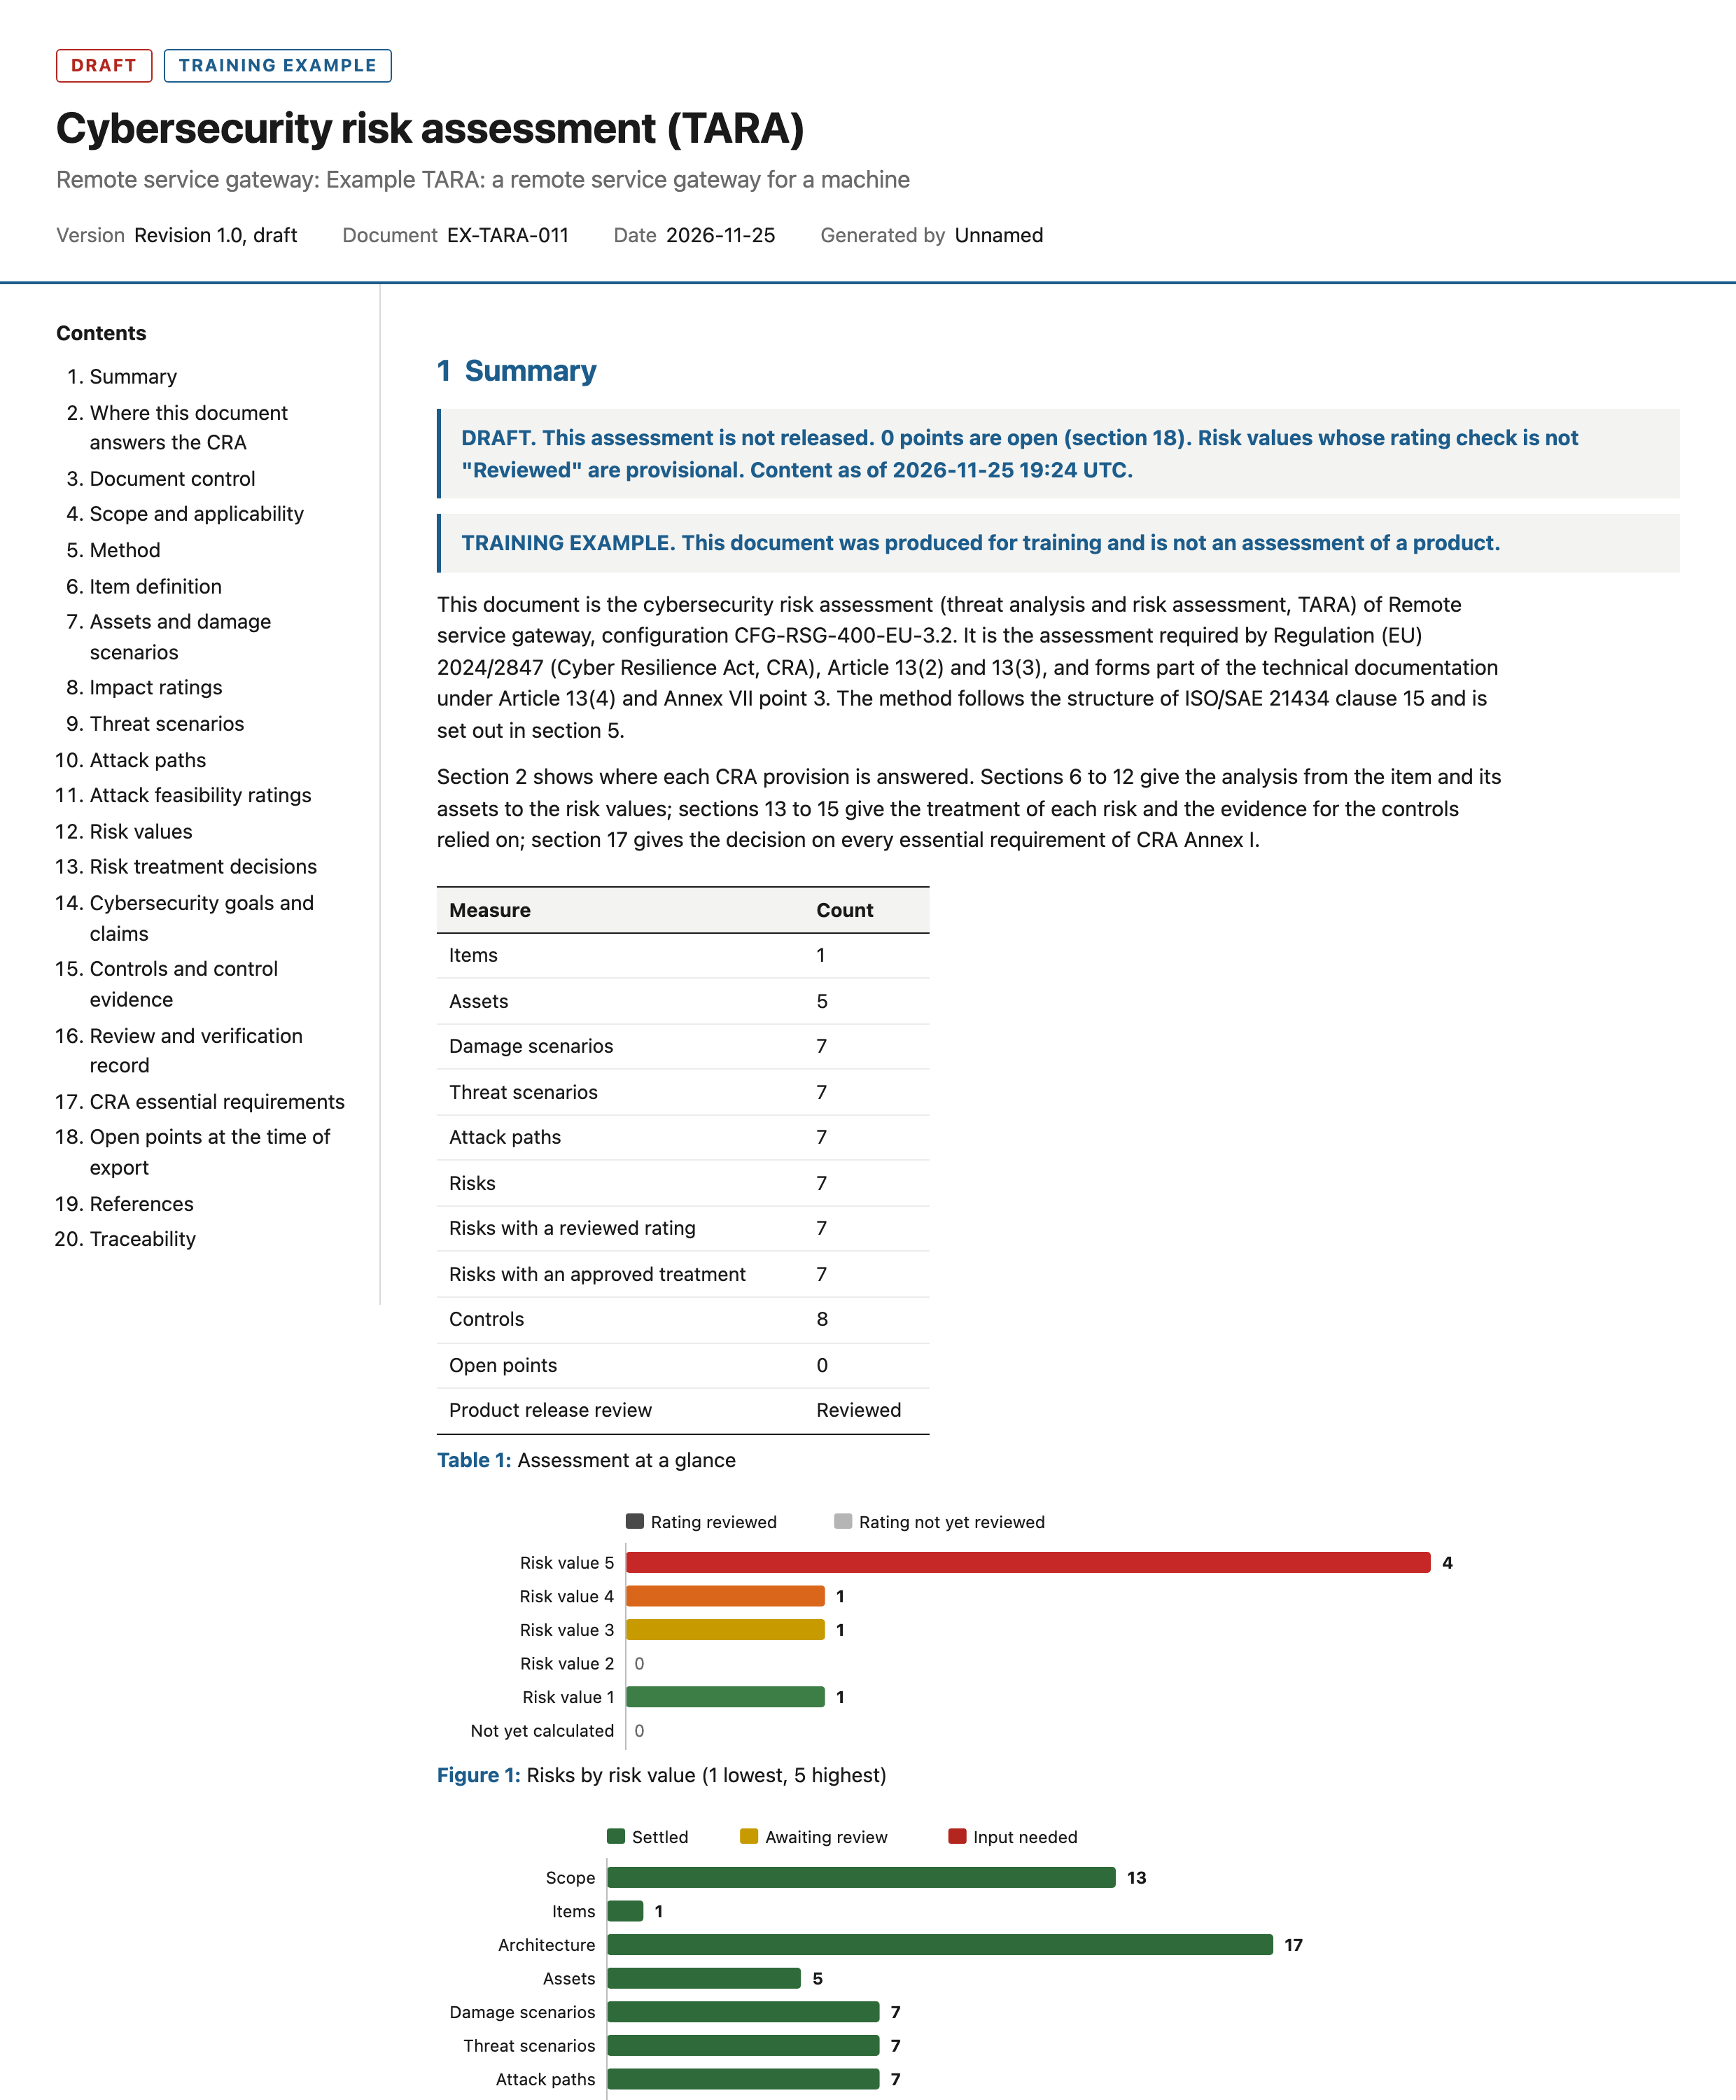 DRAFT TRAINING EXAMPLE
Cybersecurity risk assessment (TARA)
Remote service gateway: Example TARA: a remote service gateway for a machine
Version Revision 1.0, draft Document EX-TARA-011 Date 2026-11-25 Generated by Unnamed
Contents
1. Summary
2. Where this document
answers the CRA
3. Document control
4. Scope and applicability
5. Method
6. Item definition
7. Assets and damage
scenarios
8. Impact ratings
9. Threat scenarios
10. Attack paths
11. Attack feasibility ratings
12. Risk values
13. Risk treatment decisions
14. Cybersecurity goals and
claims
15. Controls and control
evidence
16. Review and verification
record
17. CRA essential requirements
18. Open points at the time of
export
19. References
20. Traceability
1 Summary
DRAFT. This assessment is not released. 0 points are open (section 18). Risk values whose rating check is not
"Reviewed" are provisional. Content as of 2026-11-25 19:24 UTC.
TRAINING EXAMPLE. This document was produced for training and is not an assessment of a product.
This document is the cybersecurity risk assessment (threat analysis and risk assessment, TARA) of Remote
service gateway, configuration CFG-RSG-400-EU-3.2. It is the assessment required by Regulation (EU)
2024/2847 (Cyber Resilience Act, CRA), Article 13(2) and 13(3), and forms part of the technical documentation
under Article 13(4) and Annex VII point 3. The method follows the structure of ISO/SAE 21434 clause 15 and is
set out in section 5.
Section 2 shows where each CRA provision is answered. Sections 6 to 12 give the analysis from the item and its
assets to the risk values; sections 13 to 15 give the treatment of each risk and the evidence for the controls
relied on; section 17 gives the decision on every essential requirement of CRA Annex I.
Measure Count
Items 1
Assets 5
Damage scenarios 7
Threat scenarios 7
Attack paths 7
Risks 7
Risks with a reviewed rating 7
Risks with an approved treatment 7
Controls 8
Open points 0
Product release review Reviewed
Table 1: Assessment at a glance
Rating reviewed Rating not yet reviewed
Risk value 5 4
Risk value 4 1
Risk value 3 1
Risk value 2 0
Risk value 1 1
Not yet calculated 0
Figure 1: Risks by risk value (1 lowest, 5 highest)
Settled Awaiting review Input needed
Scope 13
Items 1
Architecture 17
Assets 5
Damage scenarios 7
Threat scenarios 7
Attack paths 7